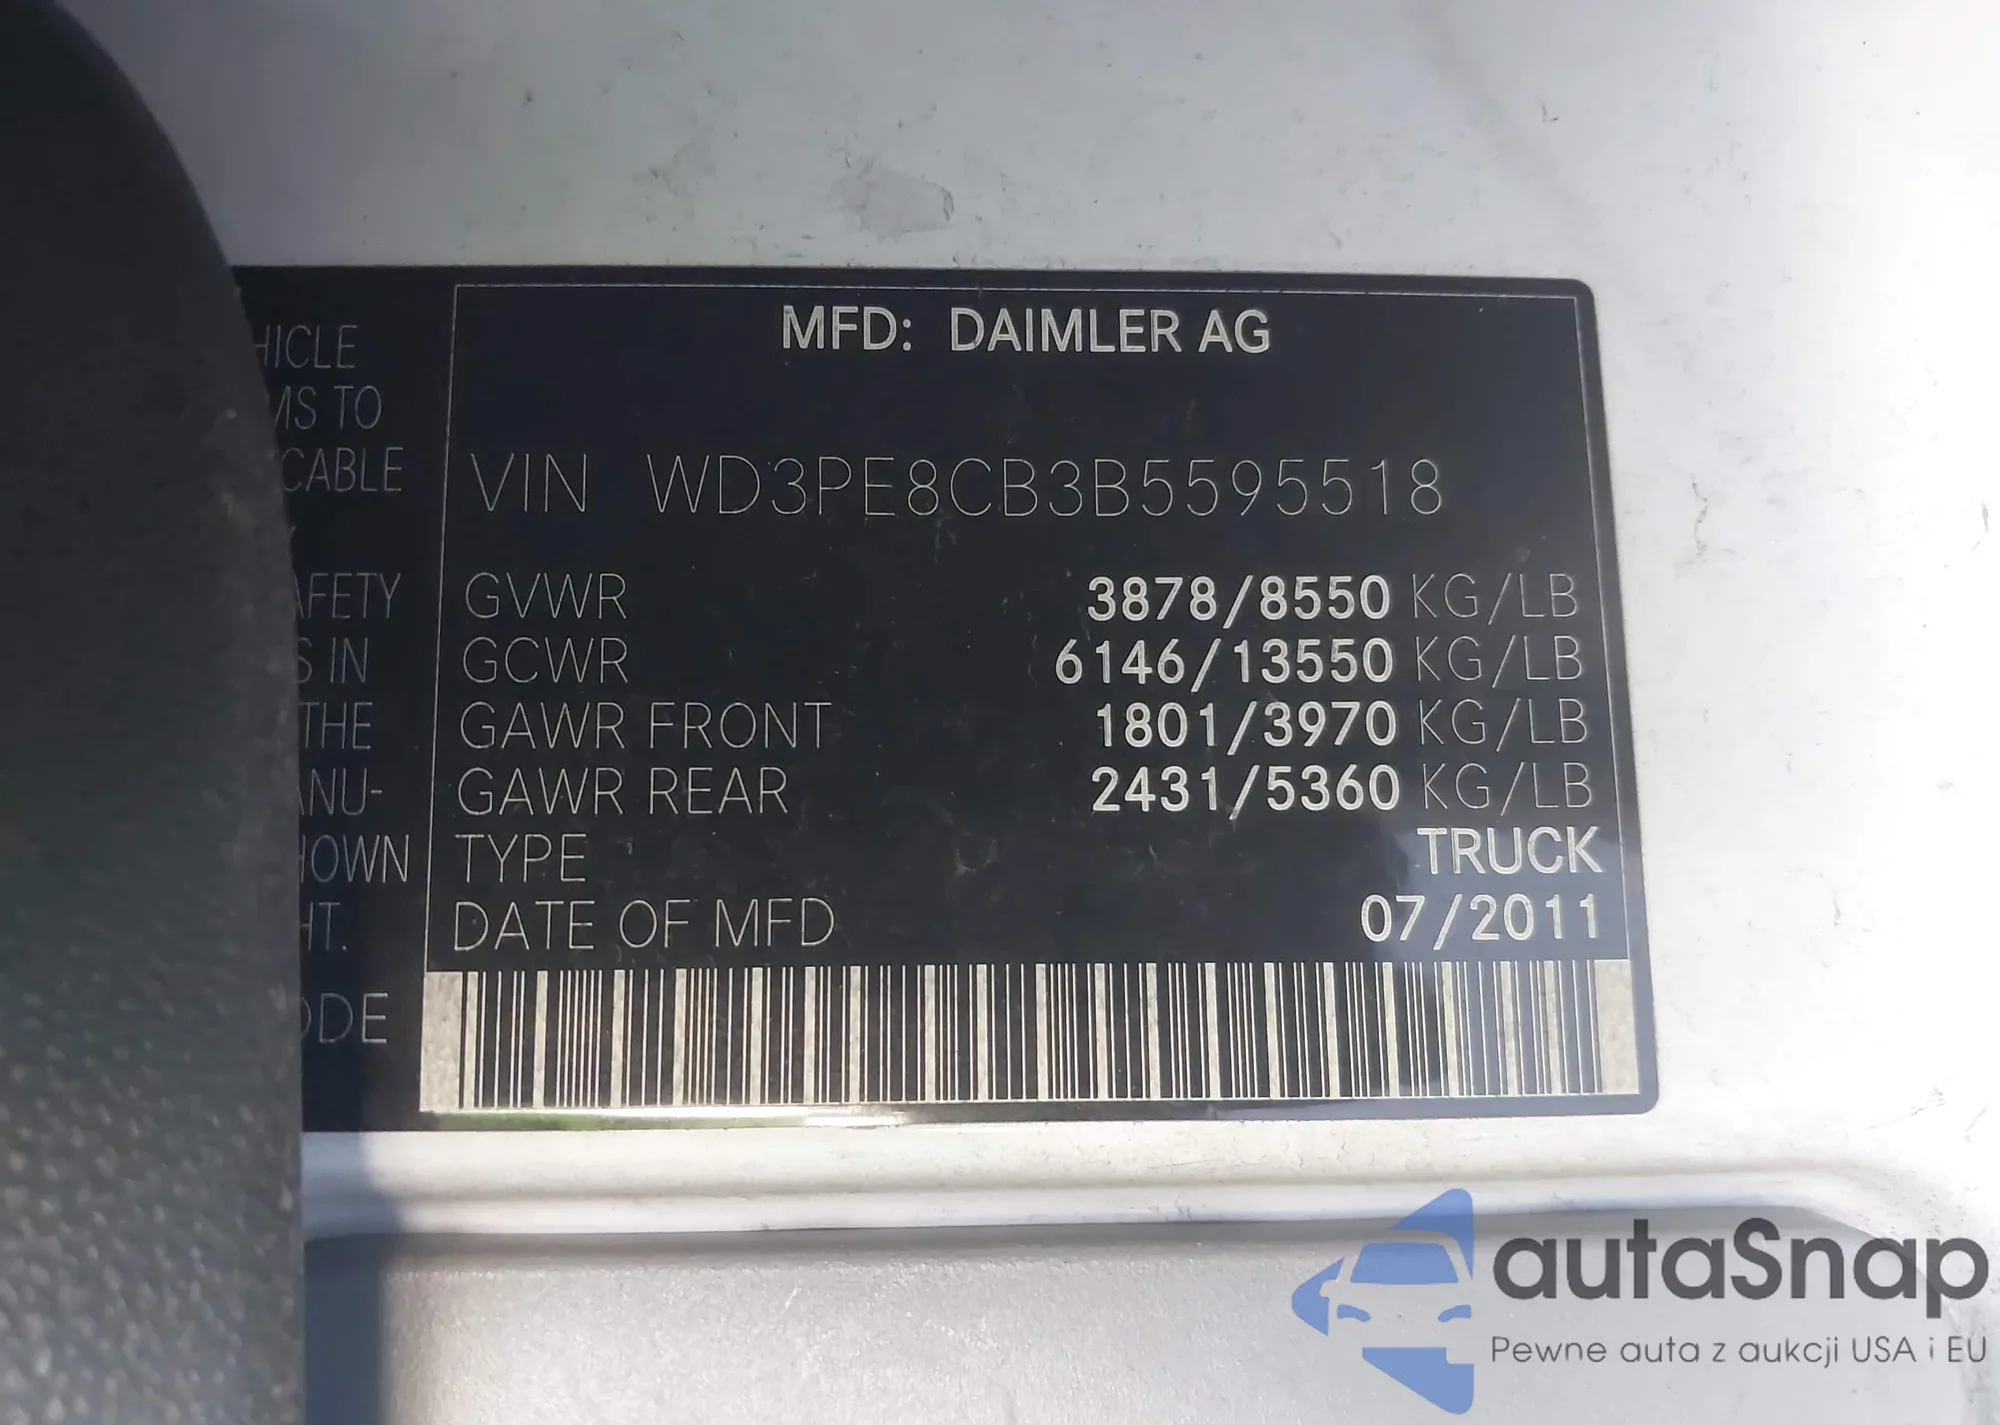 MFD: DAIMLER AG
HICLE
MS TO
CABLE
VIN WD3PE8CB3B5595518
AFETY
GVWR 3878/8550 KG/LB
S IN
GCWR 6146/13550 KG/LB
THE
GAWR FRONT 1801/3970 KG/LB
ANU-
GAWR REAR 2431/5360 KG/LB
HOWN
TYPE TRUCK
HT.
DATE OF MFD 07/2011
ODE
autaSnap
Pewne auta z aukcji USA i EU